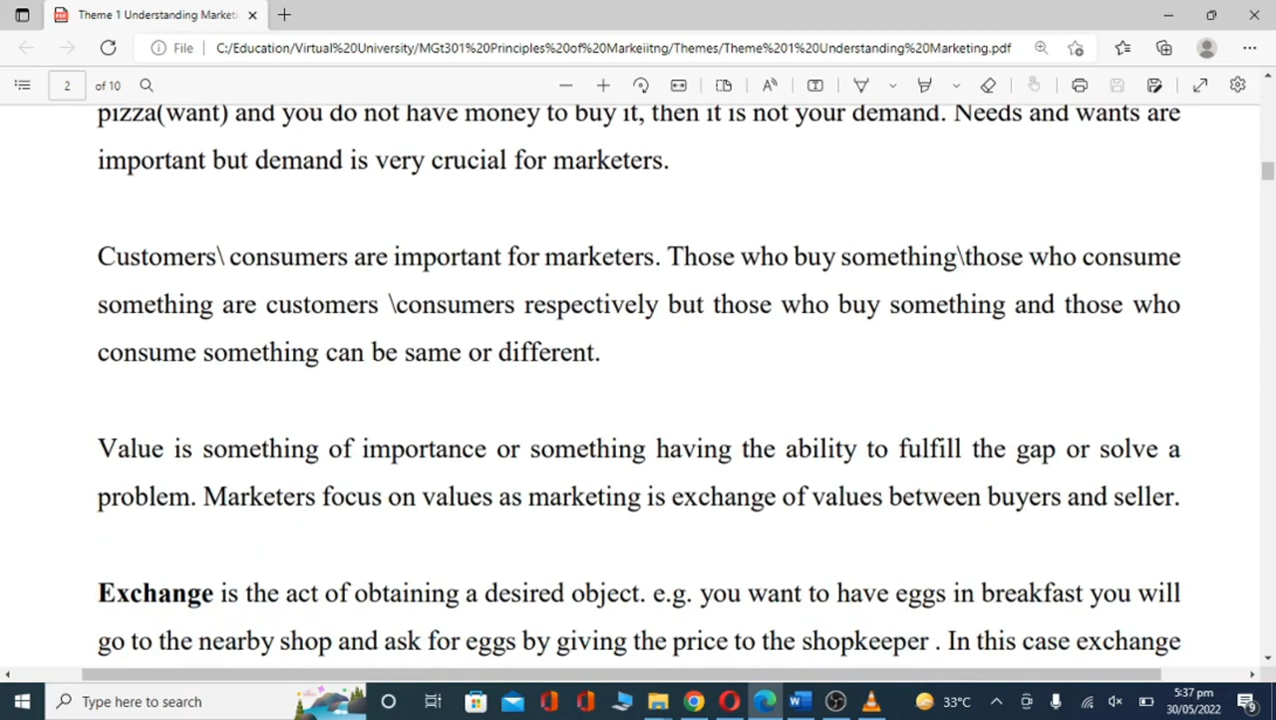 Theme 1 Understanding Marketi
File
C:/Education/Virtual%20University/MGt301%20Principles%20of%20Markeiitng/Themes/Theme%201%20Understanding%20Marketing.pdf
2 of 10
pizza(want) and you do not have money to buy it, then it is not your demand. Needs and wants are
important but demand is very crucial for marketers.
Customers\ consumers are important for marketers. Those who buy something\those who consume
something are customers \consumers respectively but those who buy something and those who
consume something can be same or different.
Value is something of importance or something having the ability to fulfill the gap or solve a
problem. Marketers focus on values as marketing is exchange of values between buyers and seller.
Exchange is the act of obtaining a desired object. e.g. you want to have eggs in breakfast you will
go to the nearby shop and ask for eggs by giving the price to the shopkeeper . In this case exchange
Type here to search
33°C
5:37 pm
30/05/2022
9